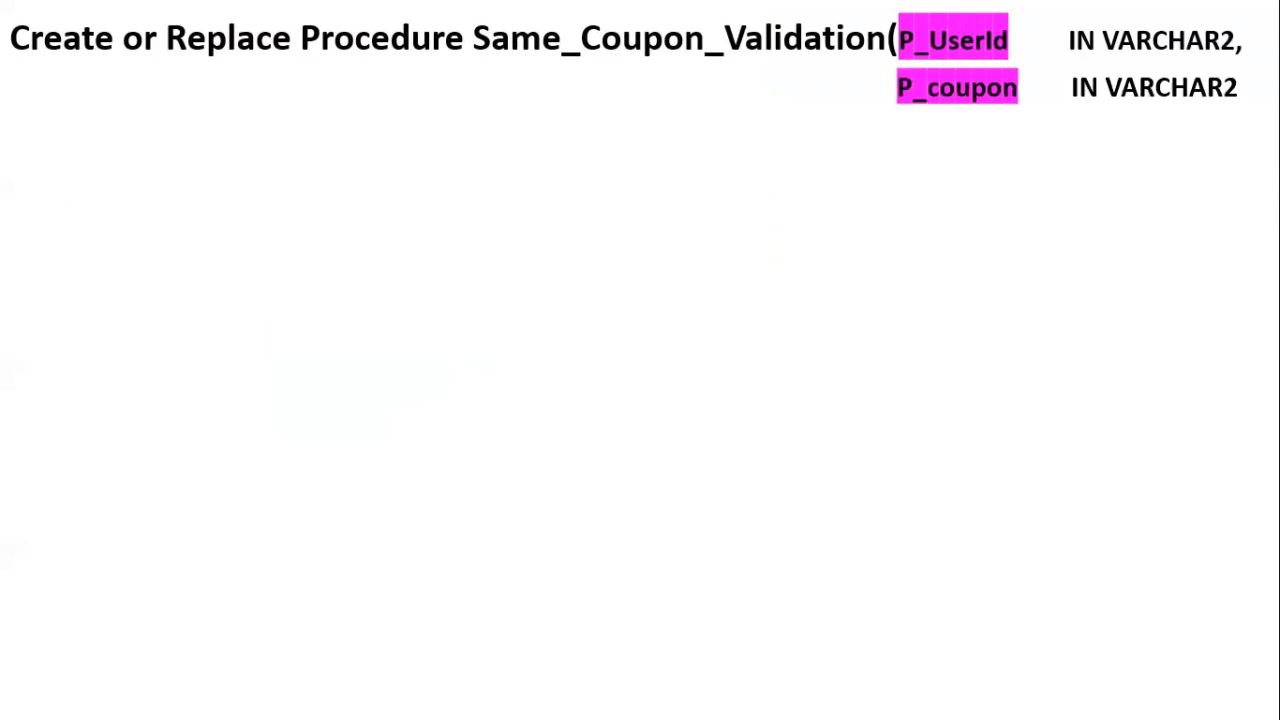 Create or Replace Procedure Same_Coupon_Validation(P_UserId IN VARCHAR2,
P_coupon IN VARCHAR2